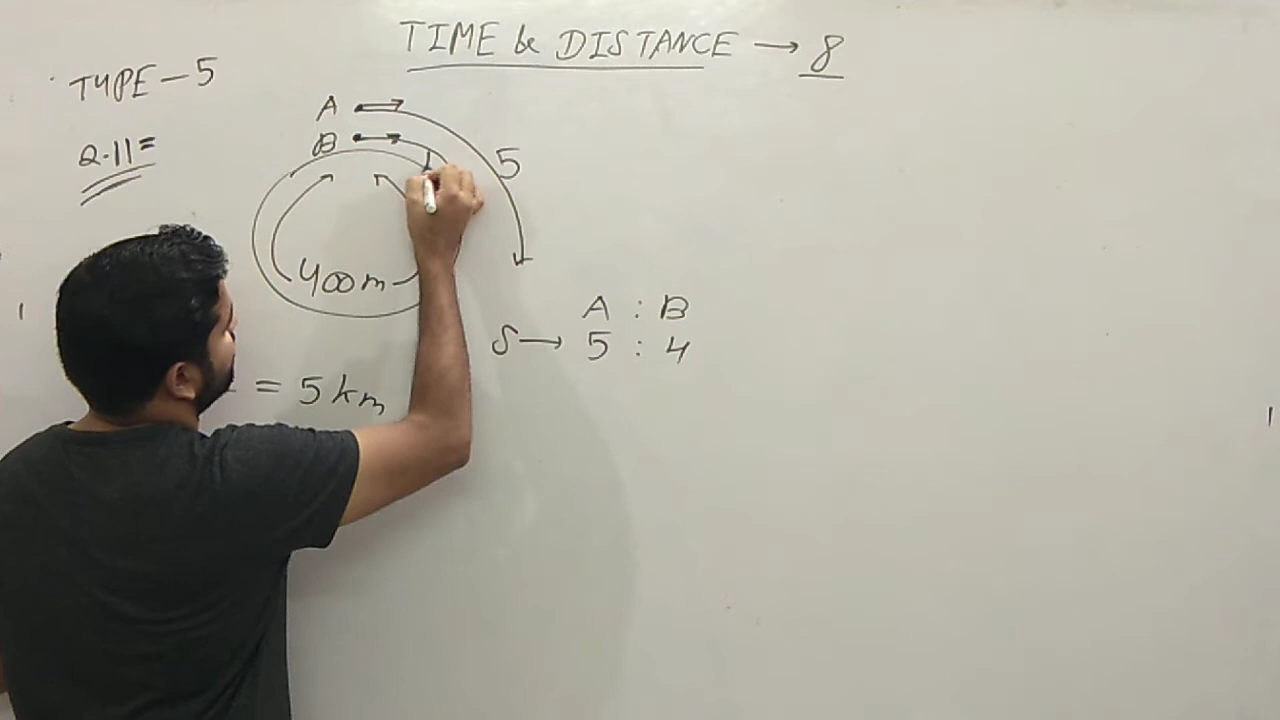 TIME & DISTANCE → 8
TYPE-5
Q.11=
A
B
5
400m
A : B
S → 5 : 4
= 5 km